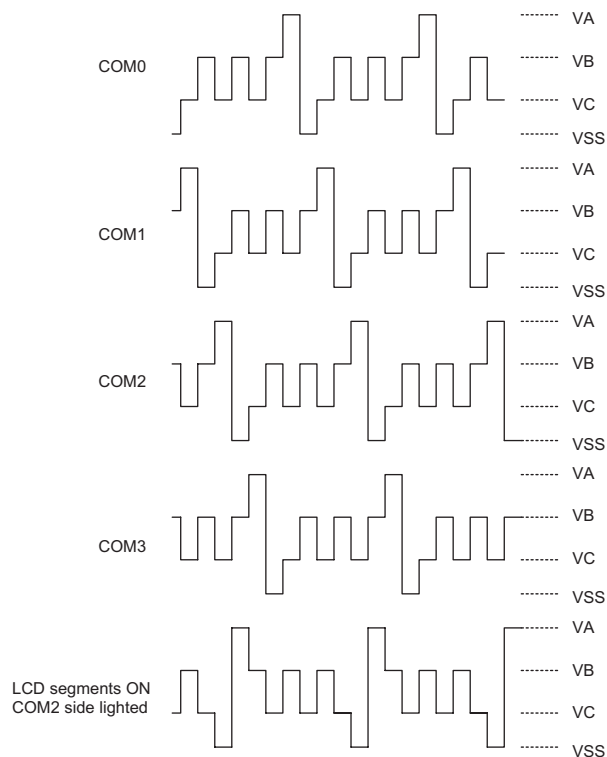 VA
COM0
VB
VC
VSS
VA
VB
COM1
VC
VSS
VA
VB
COM2
VC
VSS
VA
VB
COM3
VC
VSS
VA
VB
LCD segments ON
COM2 side lighted
VC
VSS